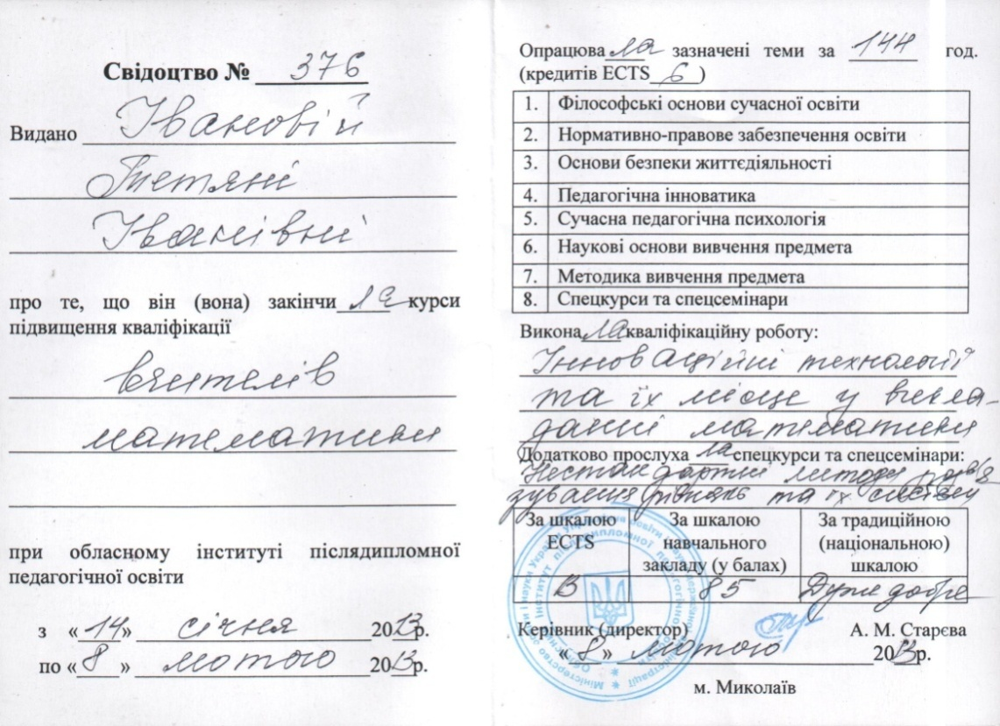 Свідоцтво № 376
Видано Івановій
Тетяні
Іванівні
про те, що він (вона) закінчила курси
підвищення кваліфікації
вчителів
математики
при обласному інституті післядипломної
педагогічної освіти
з «14» січня 2013р.
по «8» лютого 2013р.
Опрацювала зазначені теми за 144 год.
(кредитів ECTS 6)
1. Філософські основи сучасної освіти
2. Нормативно-правове забезпечення освіти
3. Основи безпеки життєдіяльності
4. Педагогічна інноватика
5. Сучасна педагогічна психологія
6. Наукові основи вивчення предмета
7. Методика вивчення предмета
8. Спецкурси та спецсемінари
Виконала кваліфікаційну роботу:
Інноваційні технології
та їх місце у викла-
данні математики
Додатково прослухала спецкурси та спецсемінари:
Нестандартні методи розв'я
зування рівнянь та їх систем
За шкалою ECTS За шкалою навчального закладу (у балах) За традиційною (національною) шкалою
B 85 Дуже добре
Керівник (директор) А. М. Старєва
«8» лютого 2013р.
м. Миколаїв